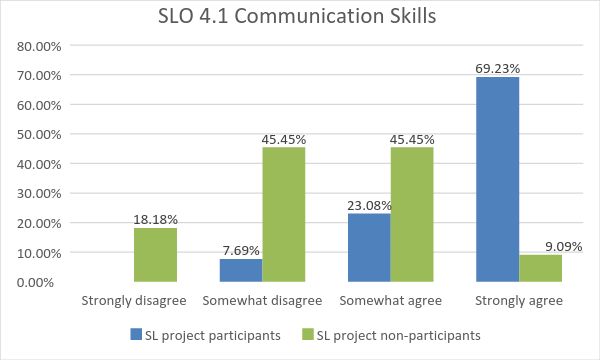 SLO 4.1 Communication Skills
80.00%
70.00%
60.00%
50.00%
40.00%
30.00%
20.00%
10.00%
0.00%
18.18%
7.69%
45.45%
23.08%
45.45%
69.23%
9.09%
Strongly disagree
Somewhat disagree
Somewhat agree
Strongly agree
SL project participants
SL project non-participants